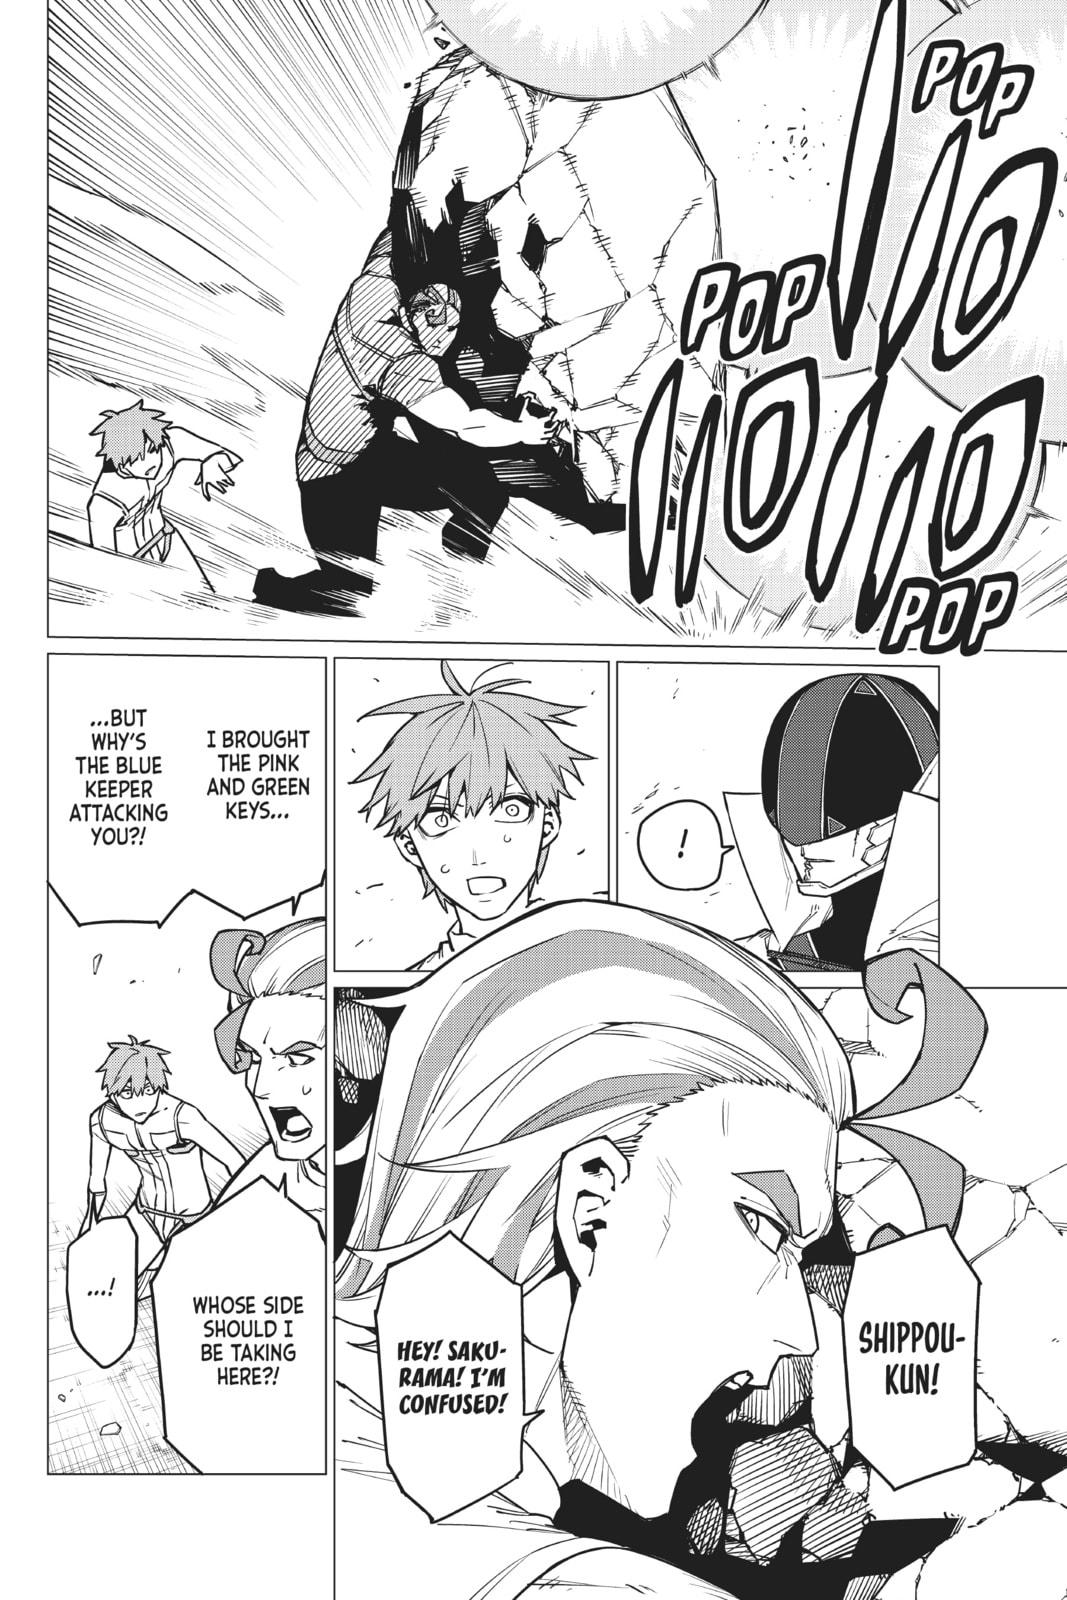 POP
POP
POP
!
SHIPPOU-
KUN!
HEY! SAKU-
RAMA! I'M
CONFUSED!
I BROUGHT
THE PINK
AND GREEN
KEYS...
...BUT
WHY'S
THE BLUE
KEEPER
ATTACKING
YOU?!
WHOSE SIDE
SHOULD I
BE TAKING
HERE?!
...!